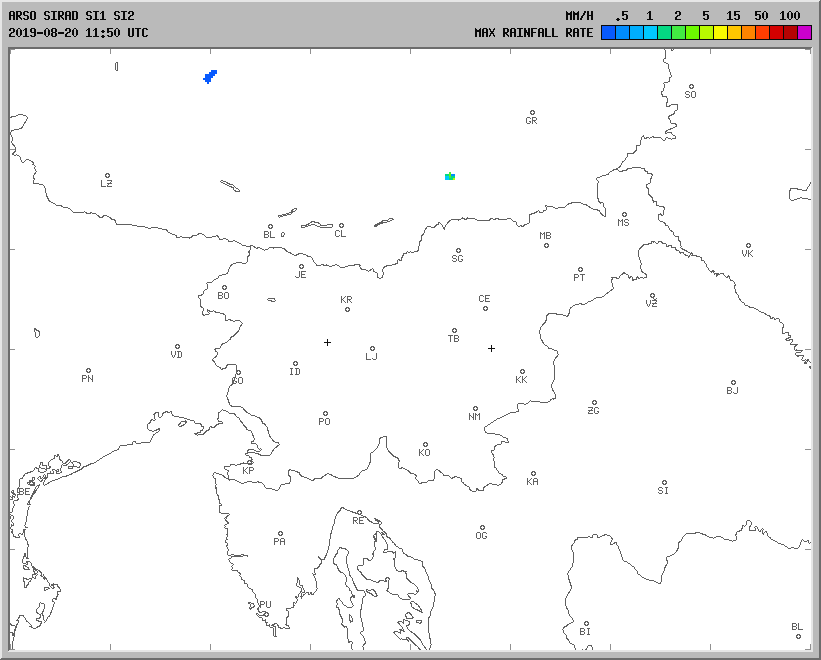 ARSO SIRAD SI1 SI2
MM/H .5 1 2 5 15 50 100
2019-08-20 11:50 UTC
MAX RAINFALL RATE
SO
GR
LZ
MS
BL
CL
MB
VK
SG
JE
PT
BO
KR
CE
VZ
TB
VD
LJ
ID
PN
GO
KK
BJ
ZG
NM
PO
KO
KP
KA
BE
SI
RE
OG
PA
PU
BI
BL